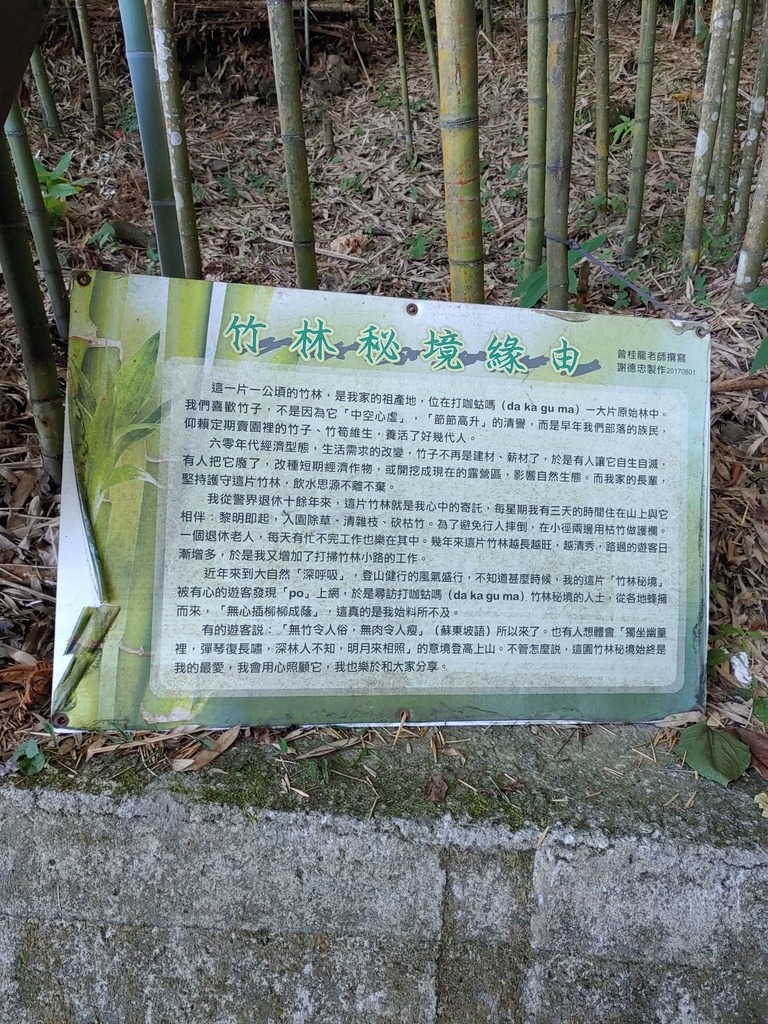 竹林秘境緣由
曾桂龍老師撰寫
謝德忠製作20170801
這一片一公頃的竹林，是我家的祖產地，位在打咖蛄嗎（da ka gu ma）一大片原始林中。
我們喜歡竹子，不是因為它「中空心虛」，「節節高升」的清譽，而是早年我們部落的族民，
仰賴定期賣園裡的竹子、竹筍維生，養活了好幾代人。
六零年代經濟型態，生活需求的改變，竹子不再是建材、薪材了，於是有人讓它自生自滅，
有人把它廢了，改種短期經濟作物，或開挖成現在的露營區，影響自然生態。而我家的長輩，
堅持護守這片竹林，飲水思源不離不棄。
我從警界退休十餘年來，這片竹林就是我心中的寄託，每星期我有三天的時間住在山上與它
相伴：黎明即起，入園除草、清雜枝、砍枯竹。為了避免行人摔倒，在小徑兩邊用枯竹做護欄。
一個退休老人，每天有忙不完工作也樂在其中。幾年來這片竹林越長越旺，越清秀，路過的遊客日
漸增多，於是我又增加了打掃竹林小路的工作。
近年來到大自然「深呼吸」，登山健行的風氣盛行，不知道甚麼時候，我的這片「竹林秘境」
被有心的遊客發現「po」上網，於是尋訪打咖蛄嗎（da ka gu ma）竹林秘境的人士，從各地蜂擁
而來，「無心插柳柳成蔭」，這真的是我始料所不及。
有的遊客說：「無竹令人俗，無肉令人瘦」（蘇東坡語）所以來了。也有人想體會「獨坐幽篁
裡，彈琴復長嘯，深林人不知，明月來相照」的意境登高上山。不管怎麼說，這園竹林秘境始終是
我的最愛，我會用心照顧它，我也樂於和大家分享。